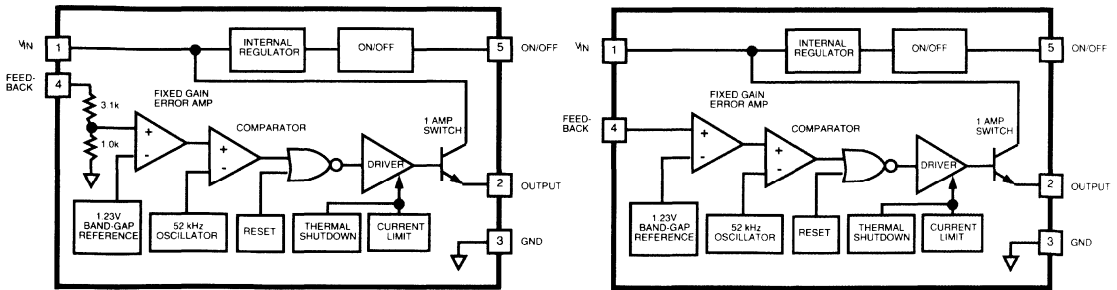 VIN
1
INTERNAL
REGULATOR
ON/OFF
5
ON/OFF
FEED-
BACK
4
3.1k
1.0k
FIXED GAIN
ERROR AMP
COMPARATOR
1 AMP
SWITCH
+
-
+
-
DRIVER
2
OUTPUT
1.23V
BAND-GAP
REFERENCE
52 kHz
OSCILLATOR
RESET
THERMAL
SHUTDOWN
CURRENT
LIMIT
3
GND
VIN
1
INTERNAL
REGULATOR
ON/OFF
5
ON/OFF
FEED-
BACK
4
FIXED GAIN
ERROR AMP
COMPARATOR
1 AMP
SWITCH
+
-
+
-
DRIVER
2
OUTPUT
1.23V
BAND-GAP
REFERENCE
52 kHz
OSCILLATOR
RESET
THERMAL
SHUTDOWN
CURRENT
LIMIT
3
GND